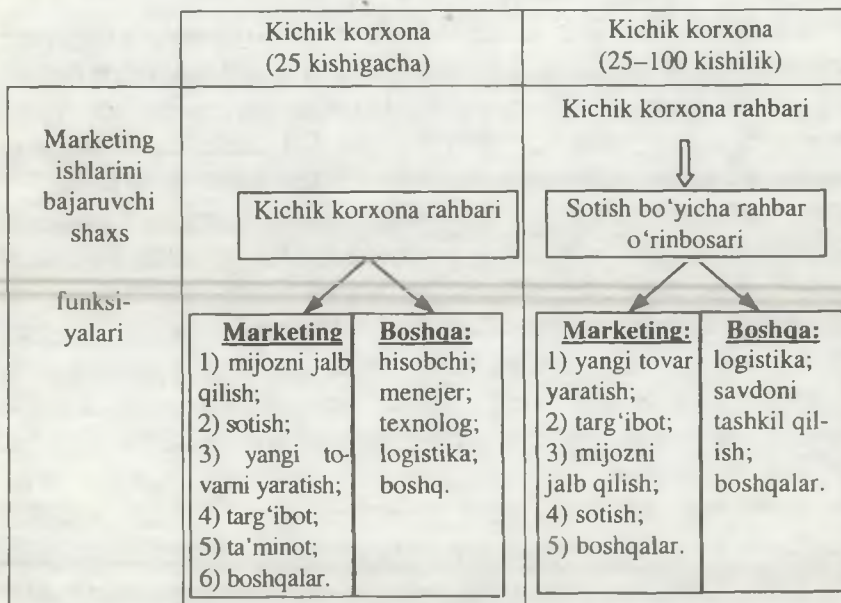 Kichik korxona
(25 kishigacha)
Kichik korxona
(25–100 kishilik)
Marketing
ishlarini
bajaruvchi
shaxs
funksi-
yalari
Kichik korxona rahbari
Marketing
1) mijozni jalb
qilish;
2) sotish;
3) yangi to-
varni yaratish;
4) targ‘ibot;
5) ta’minot;
6) boshqalar.
Boshqa:
hisobchi;
menejer;
texnolog;
logistika;
boshq.
Kichik korxona rahbari
Sotish bo‘yicha rahbar
o‘rinbosari
Marketing:
1) yangi tovar
yaratish;
2) targ‘ibot;
3) mijozni
jalb qilish;
4) sotish;
5) boshqalar.
Boshqa:
logistika;
savdoni
tashkil qil-
ish;
boshqalar.